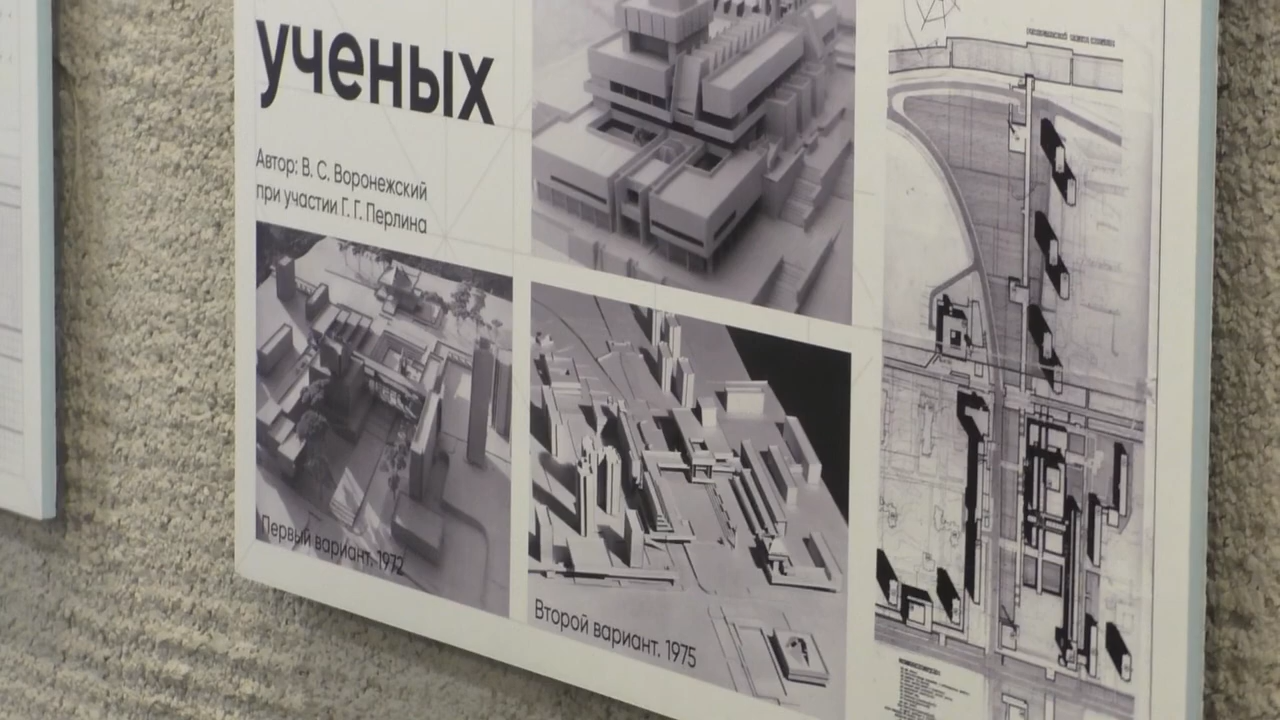 ученых
Автор: В. С. Воронежский
при участии Г. Г. Перлина
Первый вариант. 1972
Второй вариант. 1975